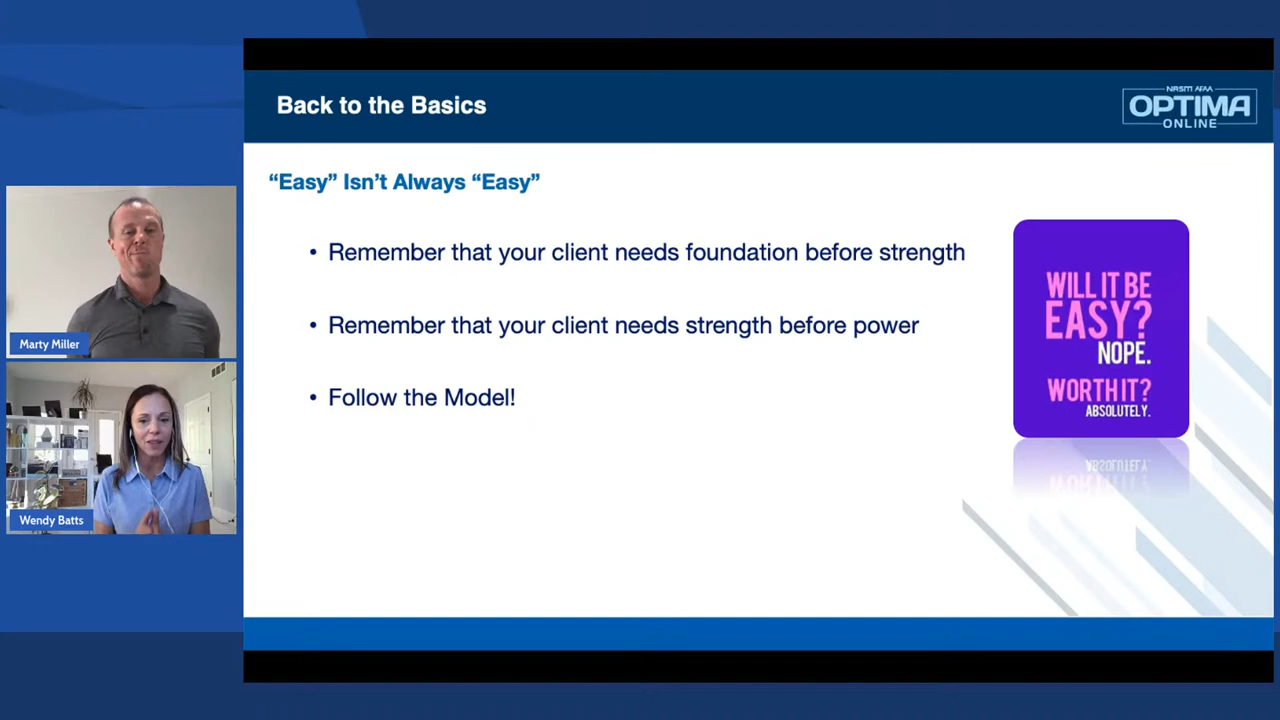 Back to the Basics
NASM AFAA
OPTIMA
ONLINE
“Easy” Isn’t Always “Easy”
• Remember that your client needs foundation before strength
• Remember that your client needs strength before power
• Follow the Model!
WILL IT BE
EASY?
NOPE.
WORTH IT?
ABSOLUTELY.
Marty Miller
Wendy Batts